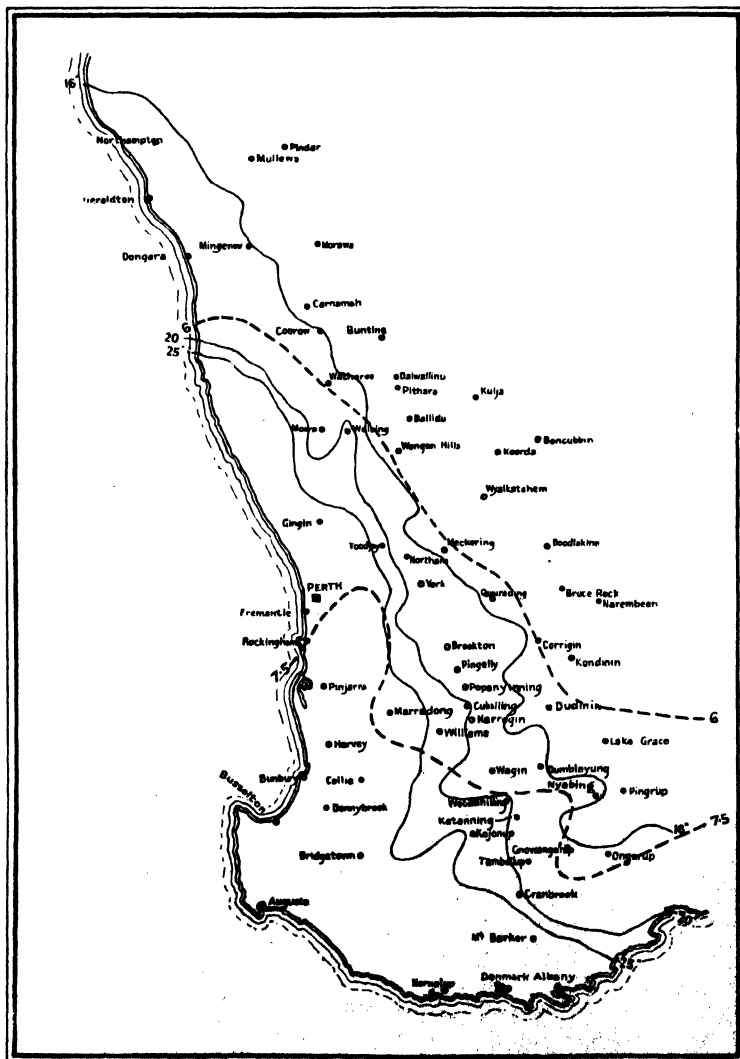 16
Northampton
Pindar
Mullewa
Dongara
Mingenew
Morawa
Carnamah
6
Coorow
Bunting
20
25
Watheroo
Dalwallinu
Pithara
Kulja
Ballidu
Moora
Walbing
Wongan Hills
Koorda
Bencubbin
Wyalkatchem
Gingin
Toodyay
Northam
Meckering
Doodlakine
York
Quairading
Bruce Rock
Narembeen
PERTH
Fremantle
Rockingham
7.5
Brookton
Corrigin
Pingelly
Kondinin
Pinjarra
Popanyinning
Marradong
Cuballing
Narrogin
Dudinin
6
Williams
Lake Grace
Harvey
Bunbury
Collie
Wagin
Dumbleyung
Nyabing
Pingrup
Busselton
Donnybrook
Woodanilling
Katanning
Kojonup
16"
7.5
Bridgetown
Gnowangerup
Tambellup
Ongerup
Cranbrook
Augusta
20
Mt Barker
25
Denmark
Albany